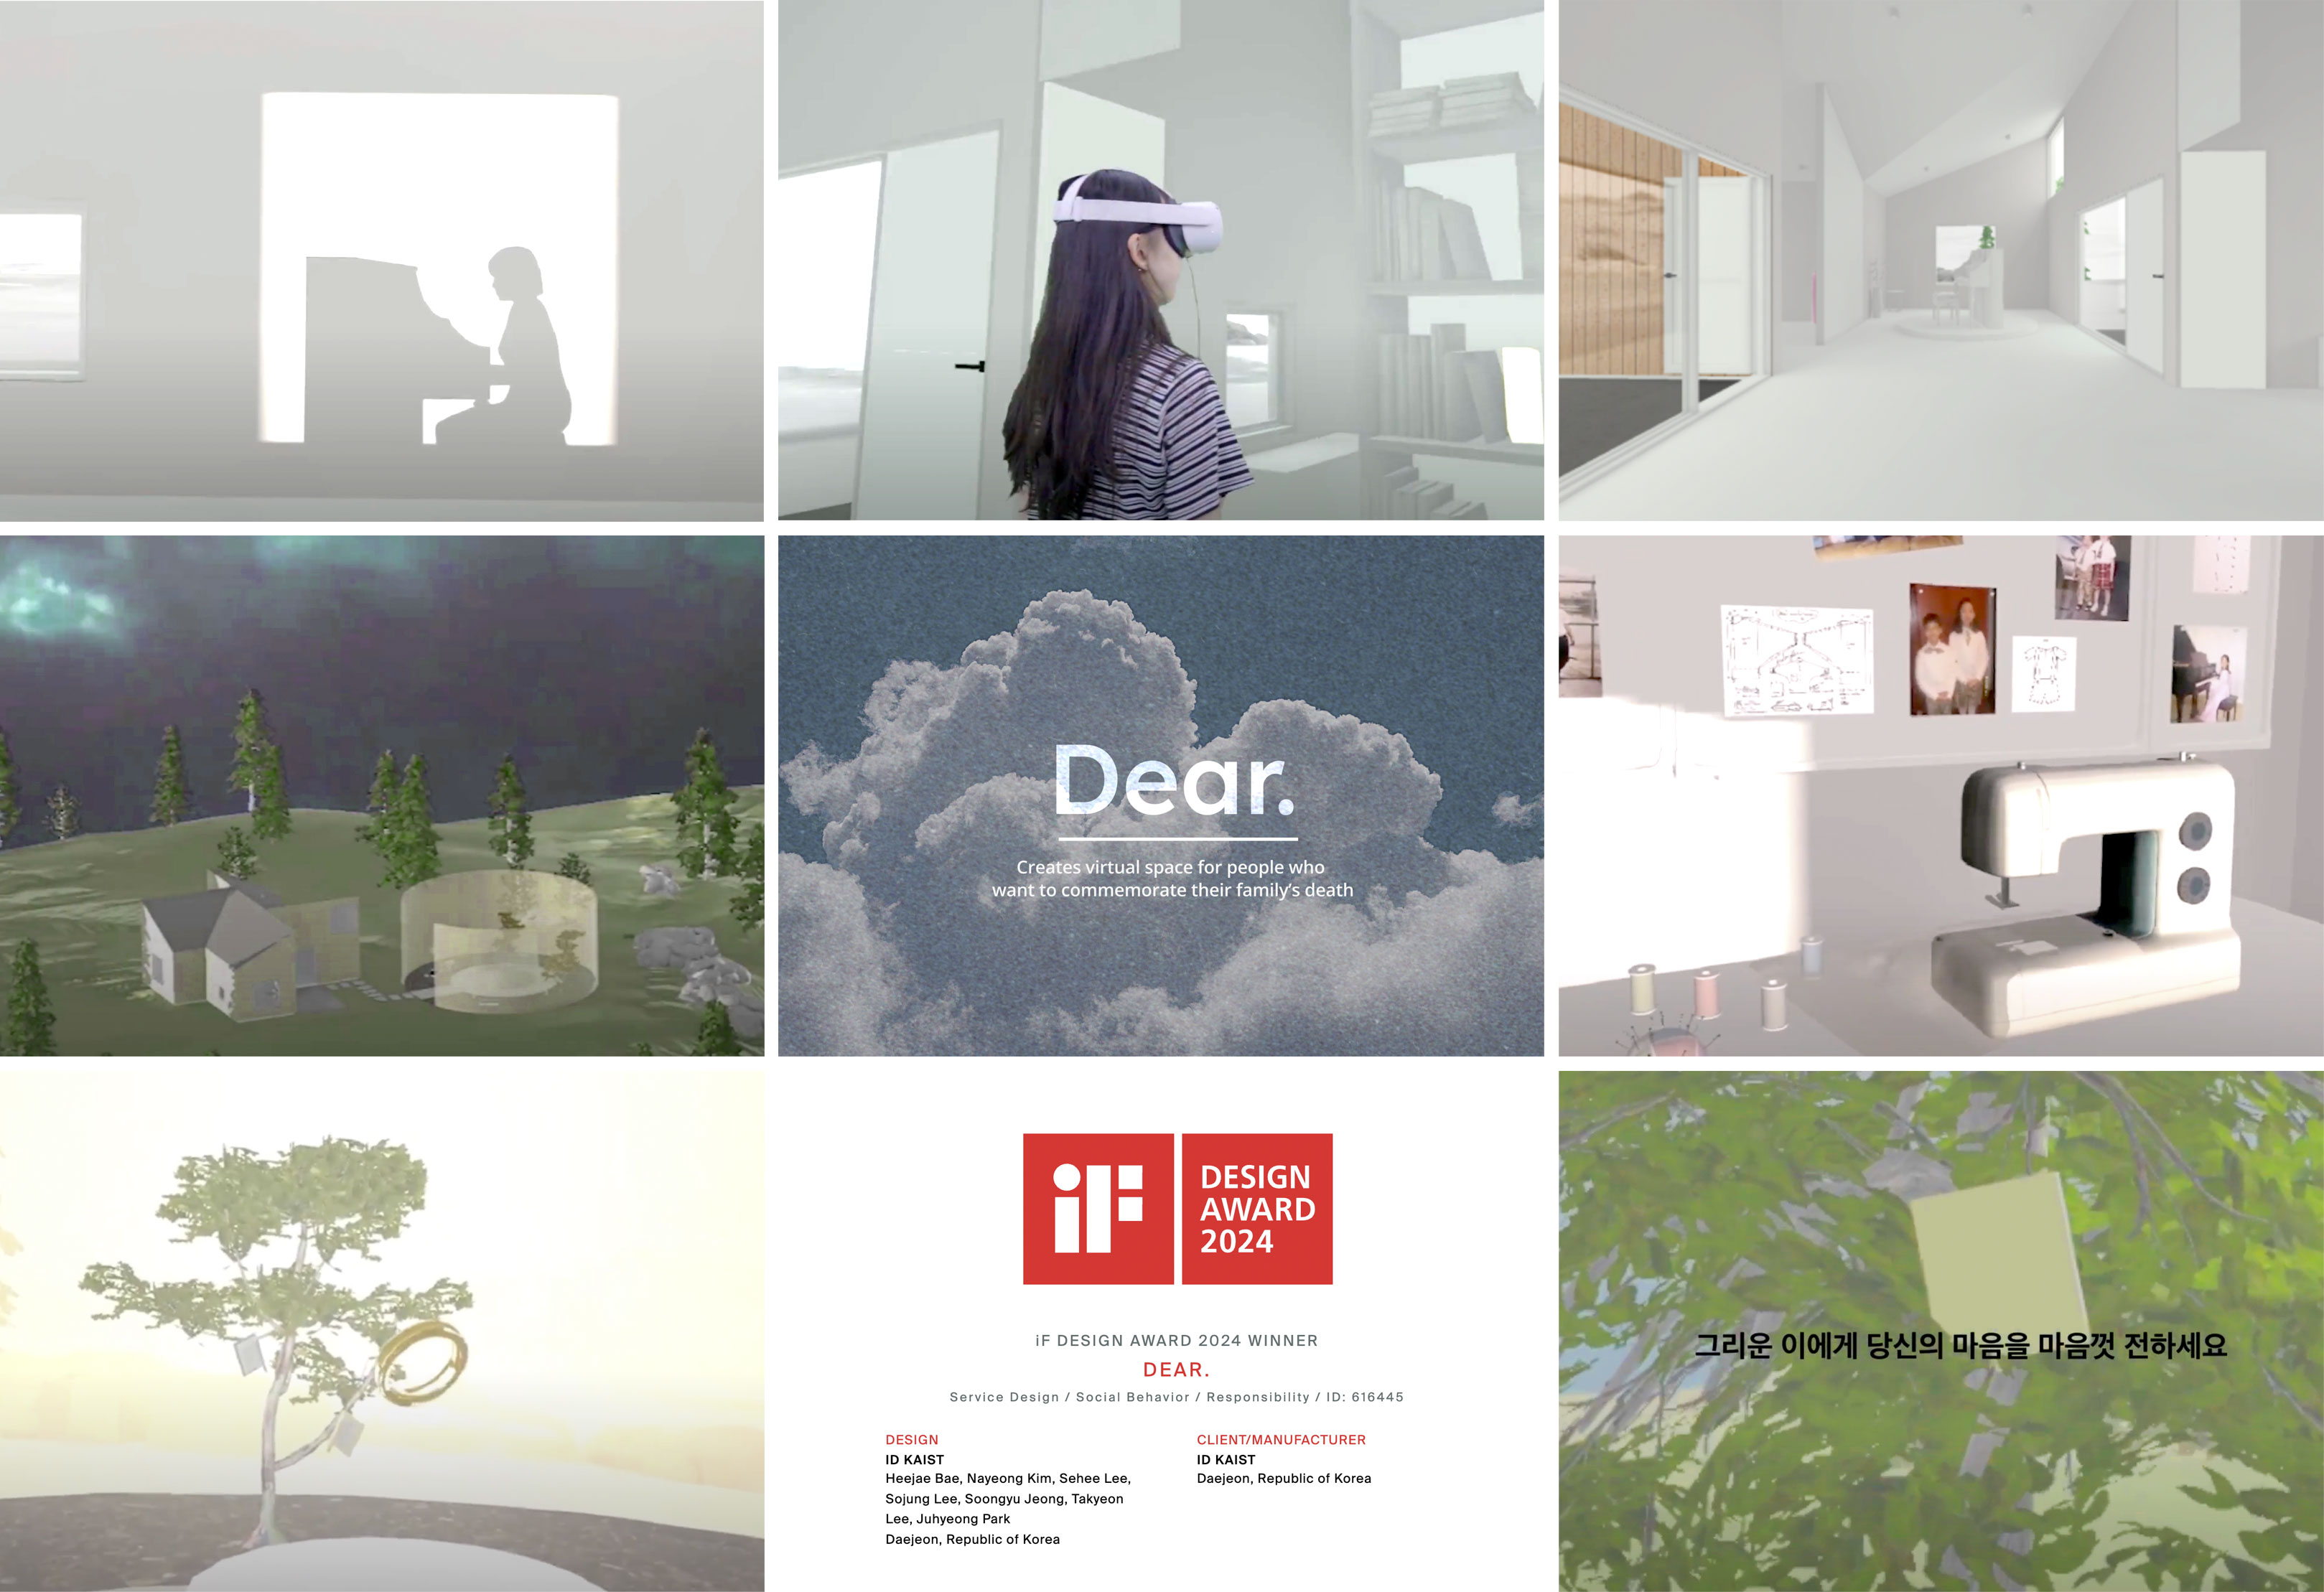 Dear.
Creates virtual space for people who
want to commemorate their family's death
iF
DESIGN
AWARD
2024
iF DESIGN AWARD 2024 WINNER
DEAR.
Service Design / Social Behavior / Responsibility / ID: 616445
DESIGN
ID KAIST
Heejae Bae, Nayeong Kim, Sehee Lee,
Sojung Lee, Soongyu Jeong, Takyeon
Lee, Juhyeong Park
Daejeon, Republic of Korea
CLIENT/MANUFACTURER
ID KAIST
Daejeon, Republic of Korea
그리운 이에게 당신의 마음을 마음껏 전하세요